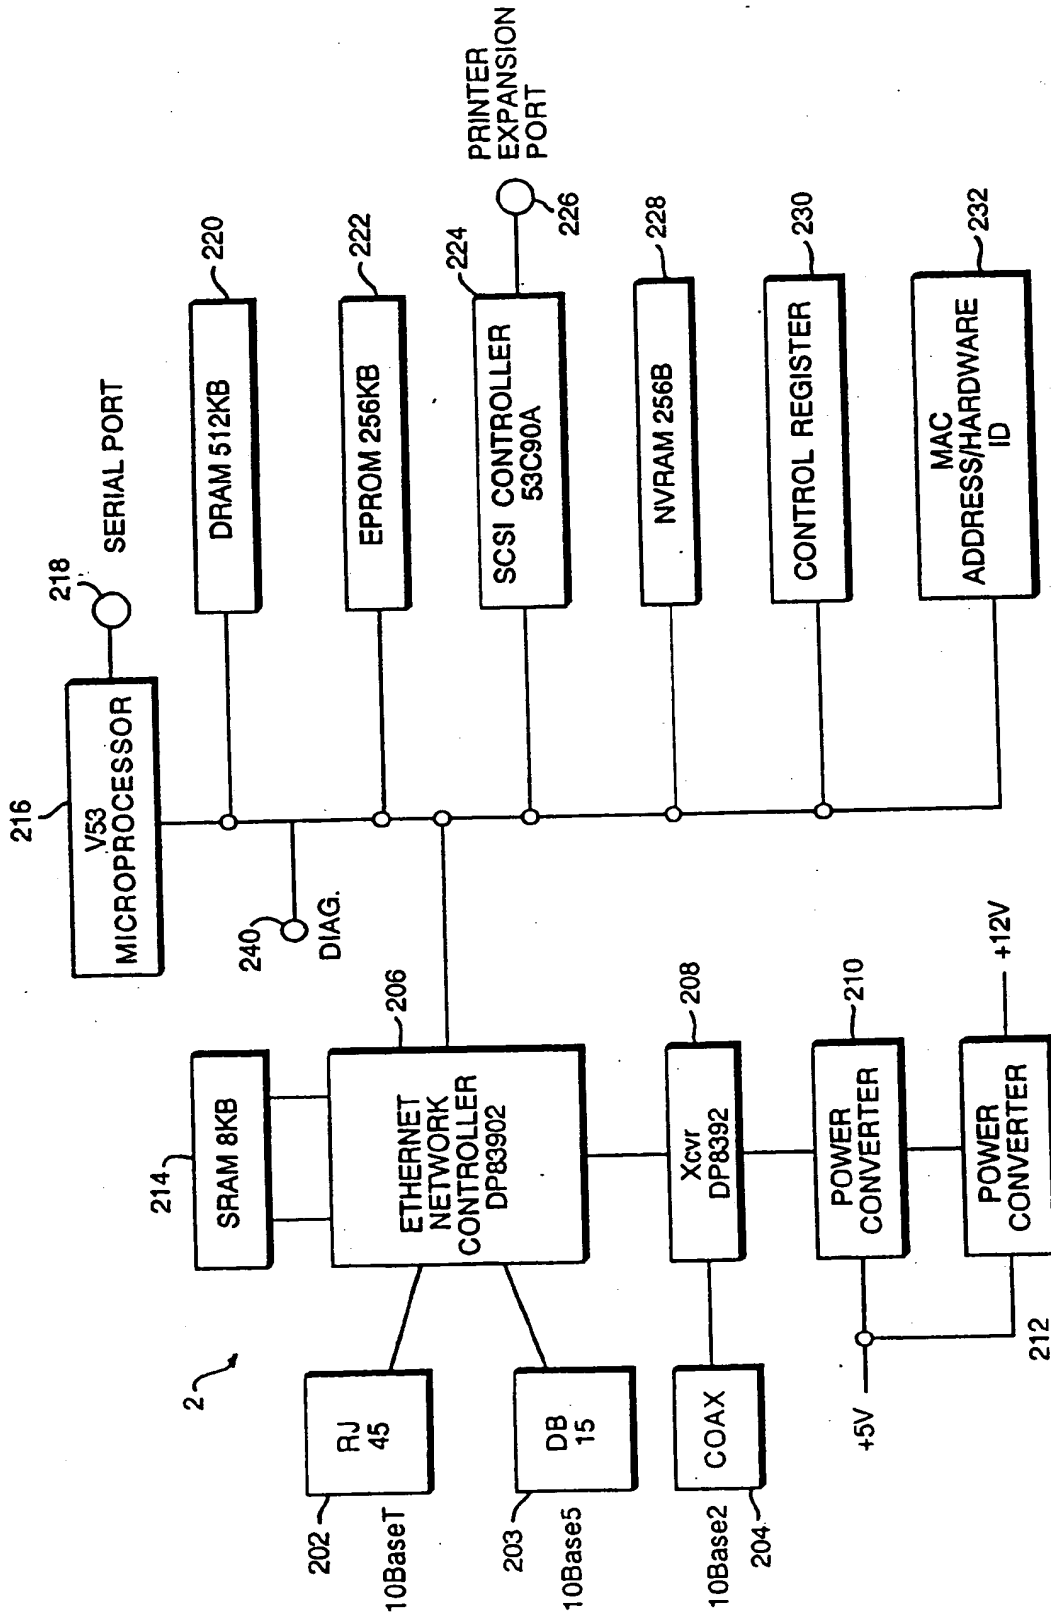 2
202
RJ
45
10BaseT
203
DB
15
10Base5
204
COAX
10Base2
214
SRAM 8KB
206
ETHERNET
NETWORK
CONTROLLER
DP83902
208
Xcvr
DP8392
210
POWER
CONVERTER
+5V
212
POWER
CONVERTER
+12V
216
V53
MICROPROCESSOR
218
SERIAL PORT
240
DIAG.
220
DRAM 512KB
222
EPROM 256KB
224
SCSI CONTROLLER
53C90A
226
PRINTER
EXPANSION
PORT
228
NVRAM 256B
230
CONTROL REGISTER
232
MAC
ADDRESS/HARDWARE
ID